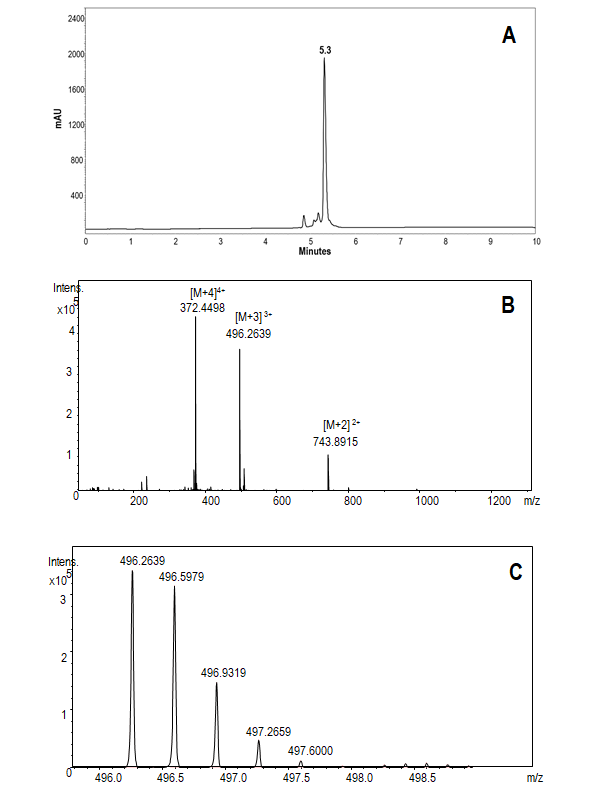 A
2400
2000
1600
1200
800
400
mAU
5.3
0 1 2 3 4 5 6 7 8 9 10
Minutes
B
Intens.
x10 5
4
3
2
1
0
[M+4]4+
372.4498
[M+3] 3+
496.2639
[M+2] 2+
743.8915
200 400 600 800 1000 1200 m/z
C
Intens.
x10 5
3
2
1
0
496.2639
496.5979
496.9319
497.2659
497.6000
496.0 496.5 497.0 497.5 498.0 498.5 m/z